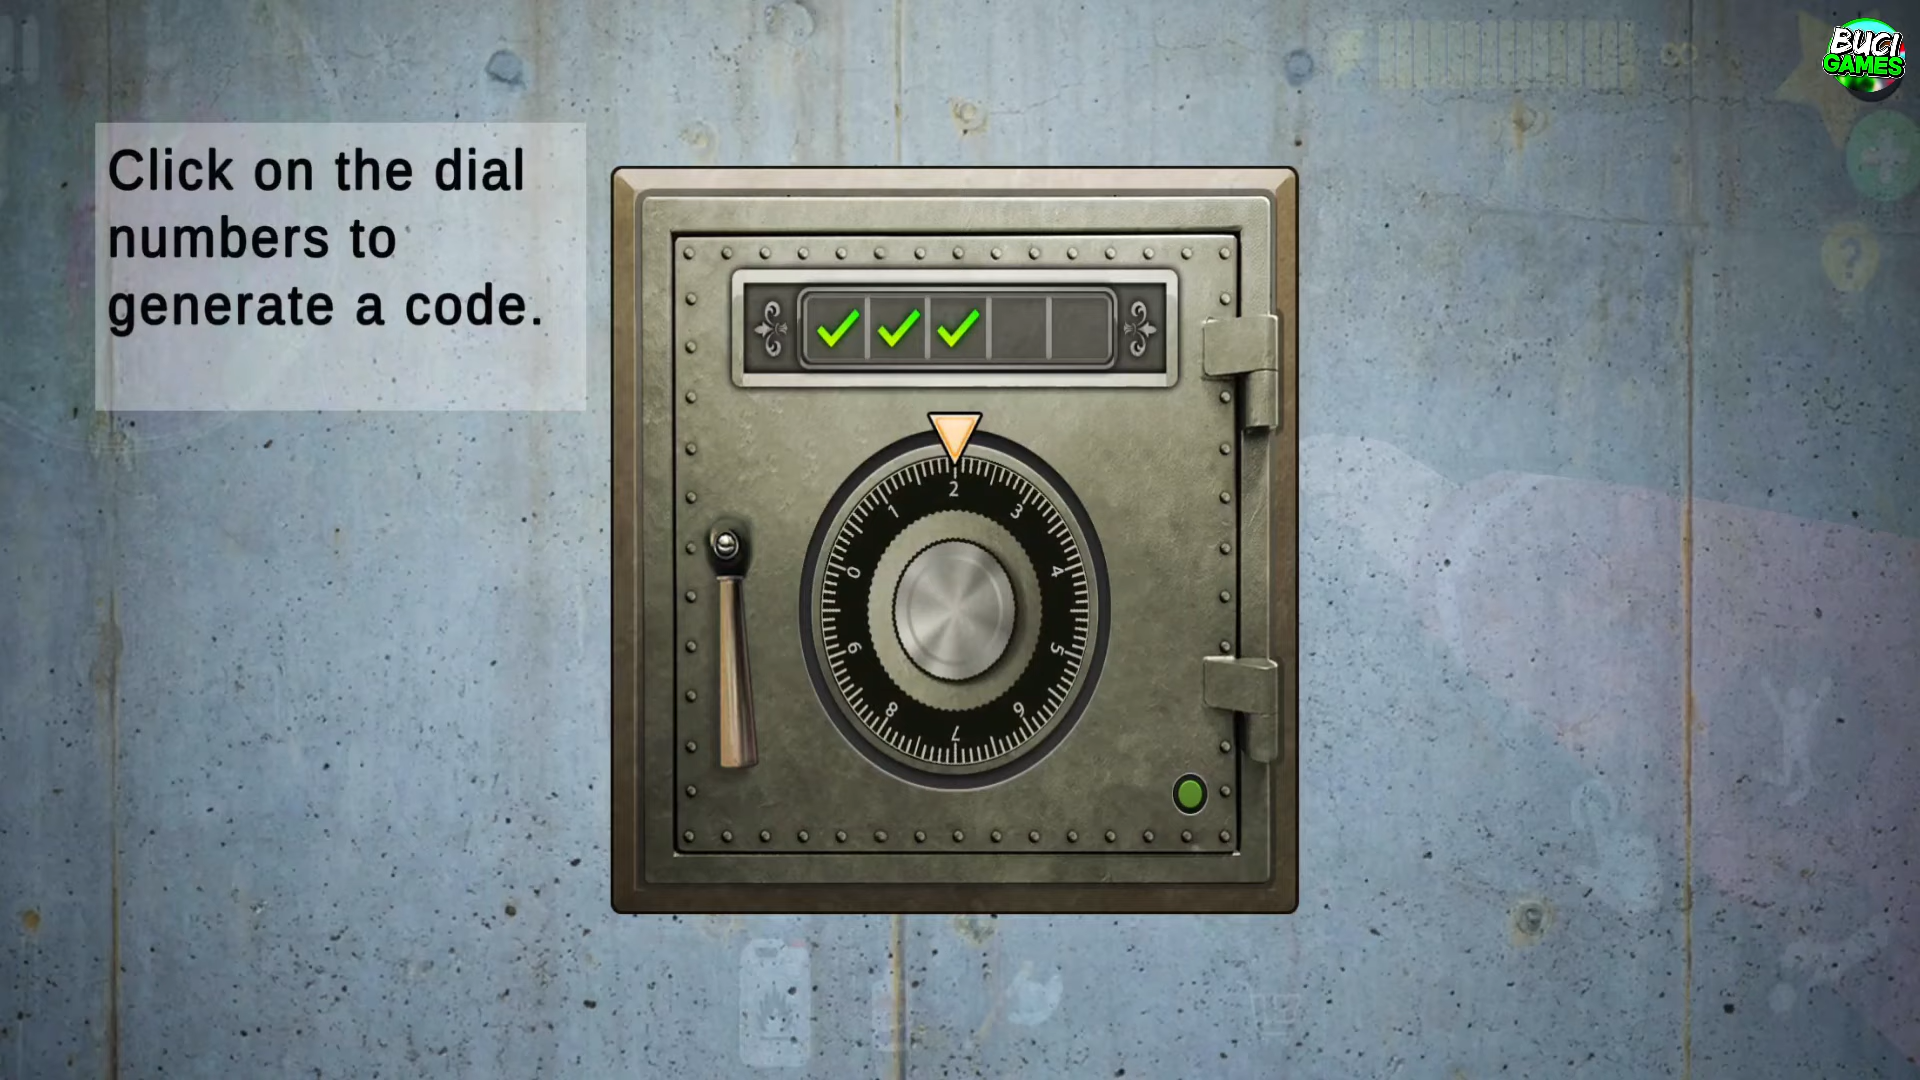 BUCI
GAMES
Click on the dial
numbers to
generate a code.
2
1
3
0
4
9
5
8
6
7
?